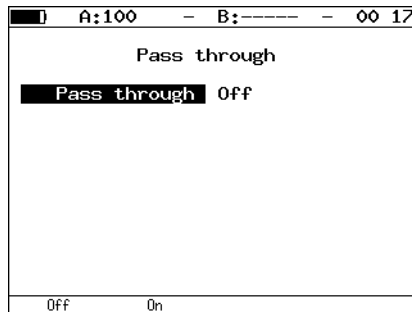 A:100 – B:––––– – 00 17
Pass through
Pass through Off
Off On